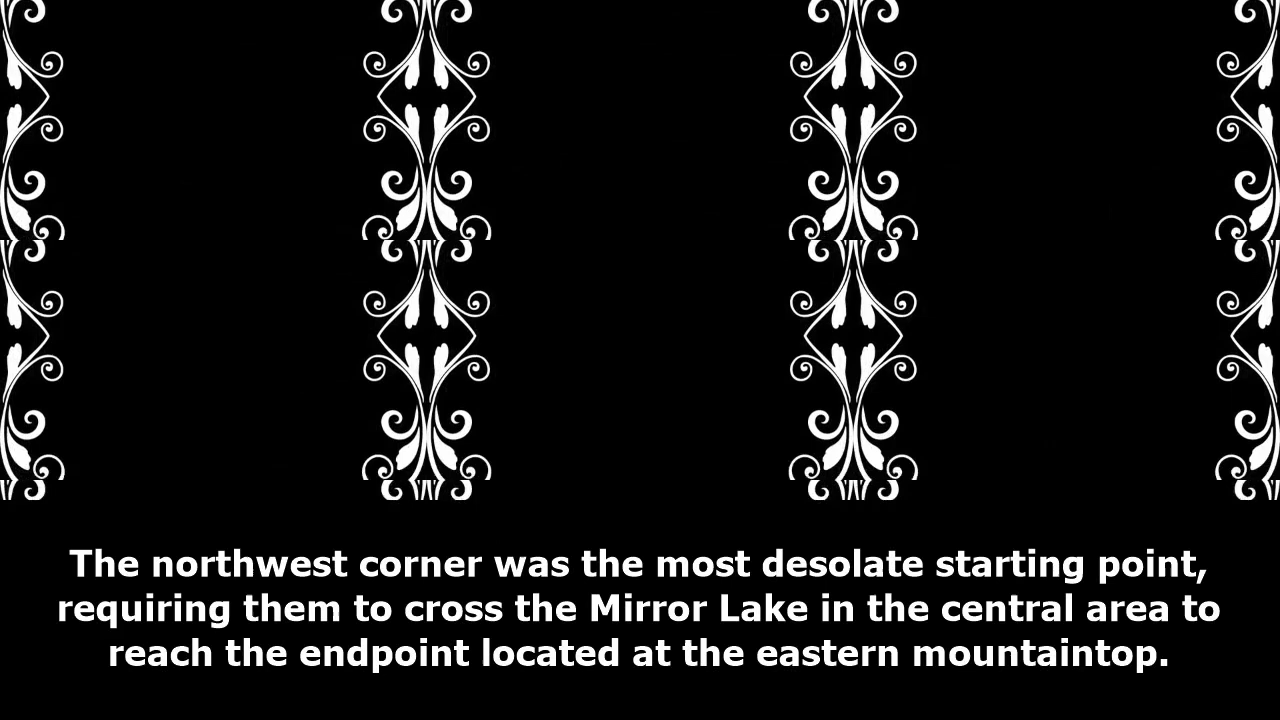 The northwest corner was the most desolate starting point,
requiring them to cross the Mirror Lake in the central area to
reach the endpoint located at the eastern mountaintop.